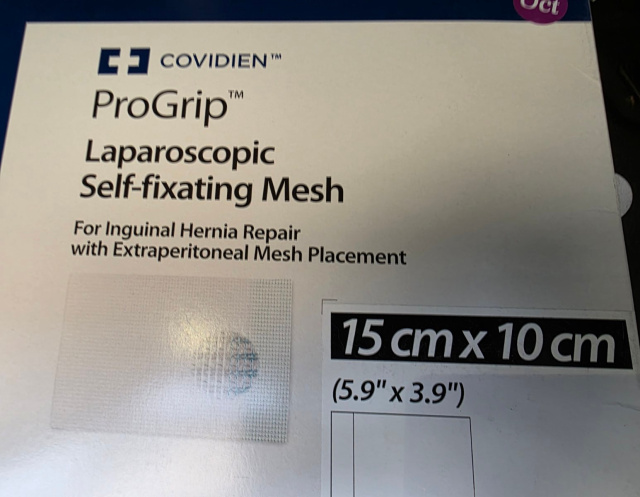 Oct
COVIDIEN™
ProGrip™
Laparoscopic
Self-fixating Mesh
For Inguinal Hernia Repair
with Extraperitoneal Mesh Placement
15 cm x 10 cm
(5.9" x 3.9")